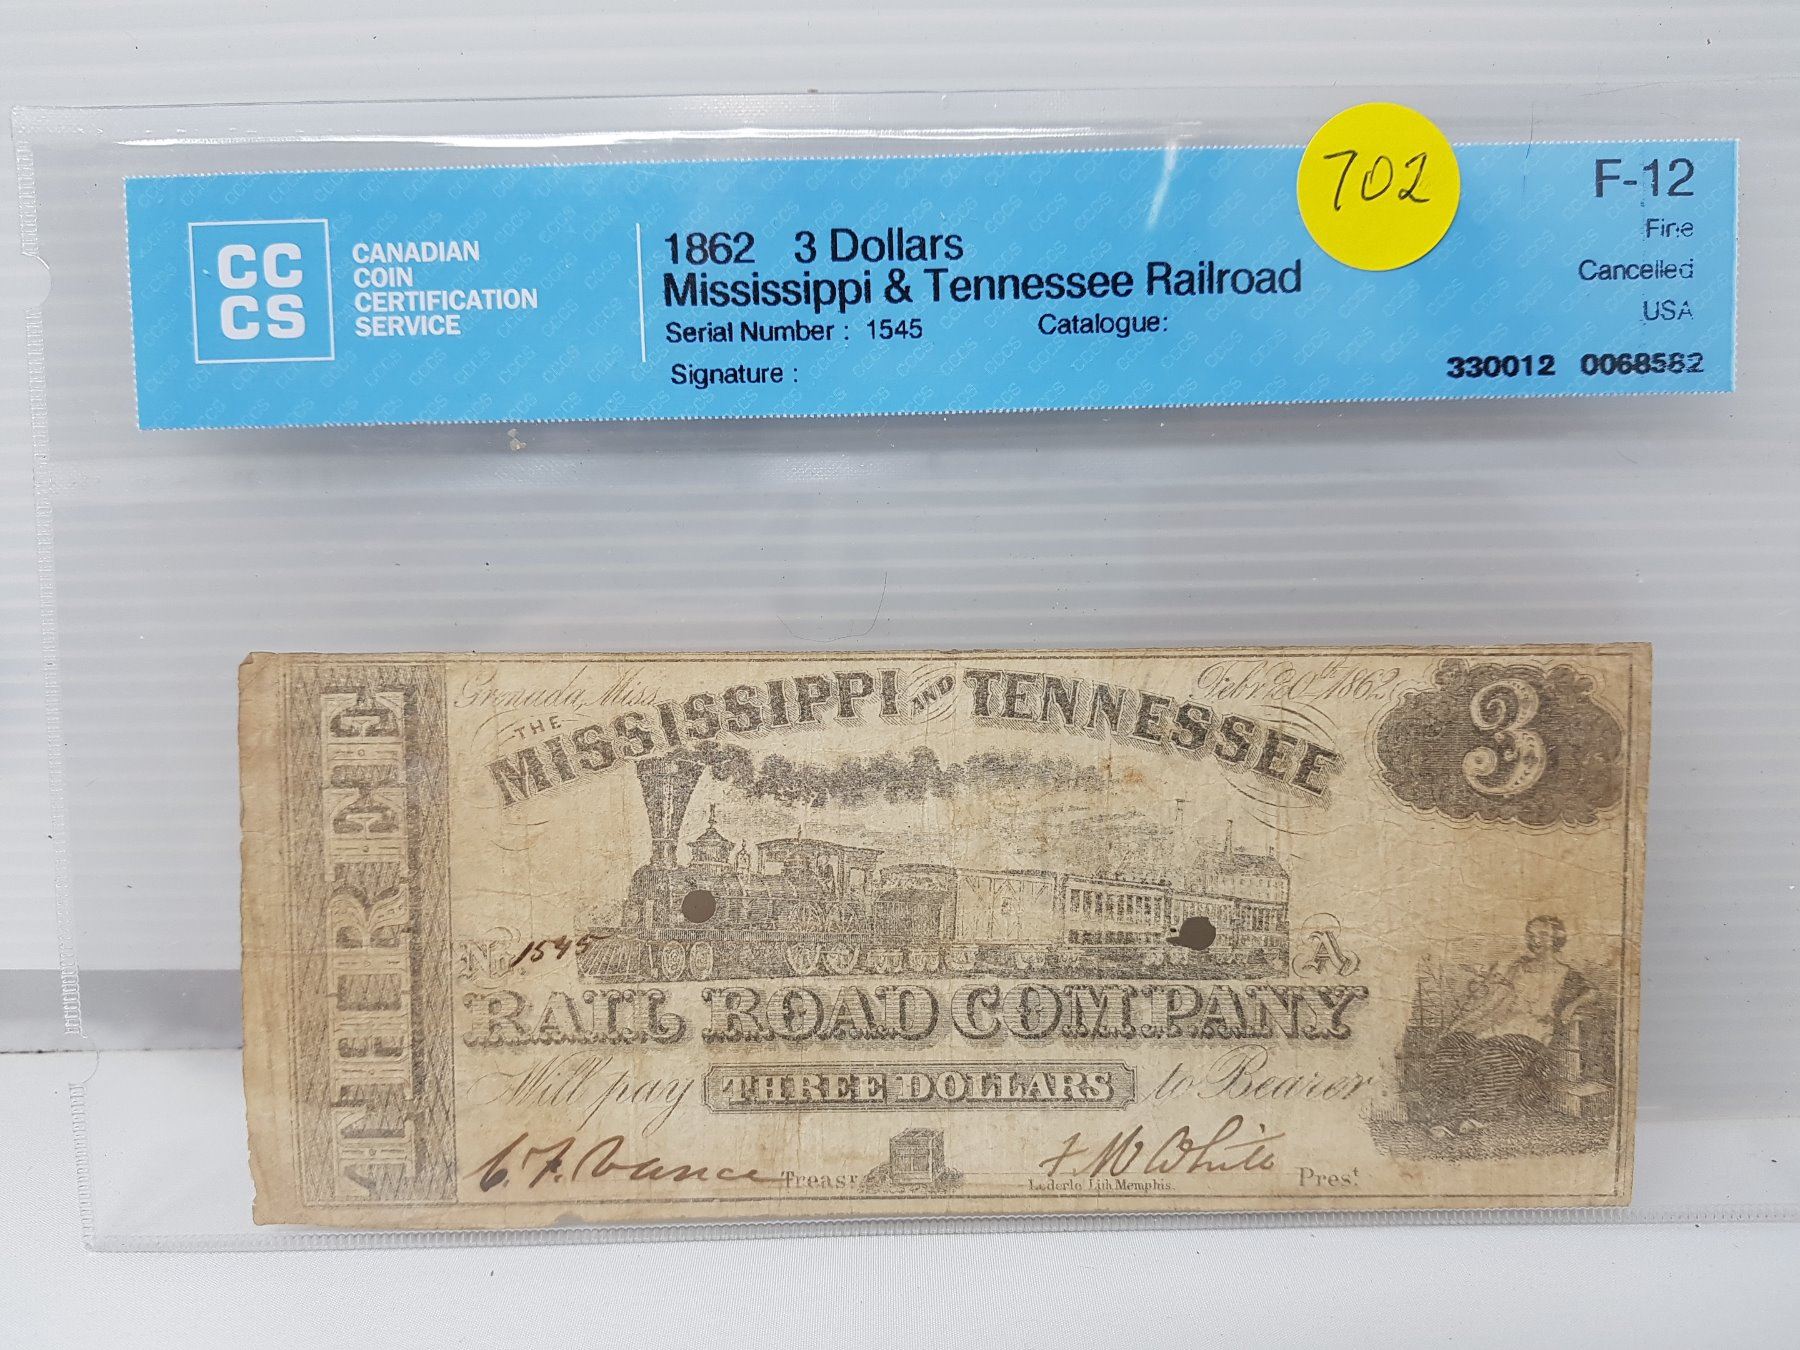 702
CC
CS
CANADIAN
COIN
CERTIFICATION
SERVICE
1862 3 Dollars
Mississippi & Tennessee Railroad
Serial Number : 1545 Catalogue:
Signature :
F-12
Fine
Cancelled
USA
330012 0068582
Grenada, Miss. Febr. 20th 1862
THE
MISSISSIPPI AND TENNESSEE
3
No. 1545 A
RAIL ROAD COMPANY
Will pay THREE DOLLARS to Bearer
Treasr. F. M. White Prest.
Lederle Lith Memphis.